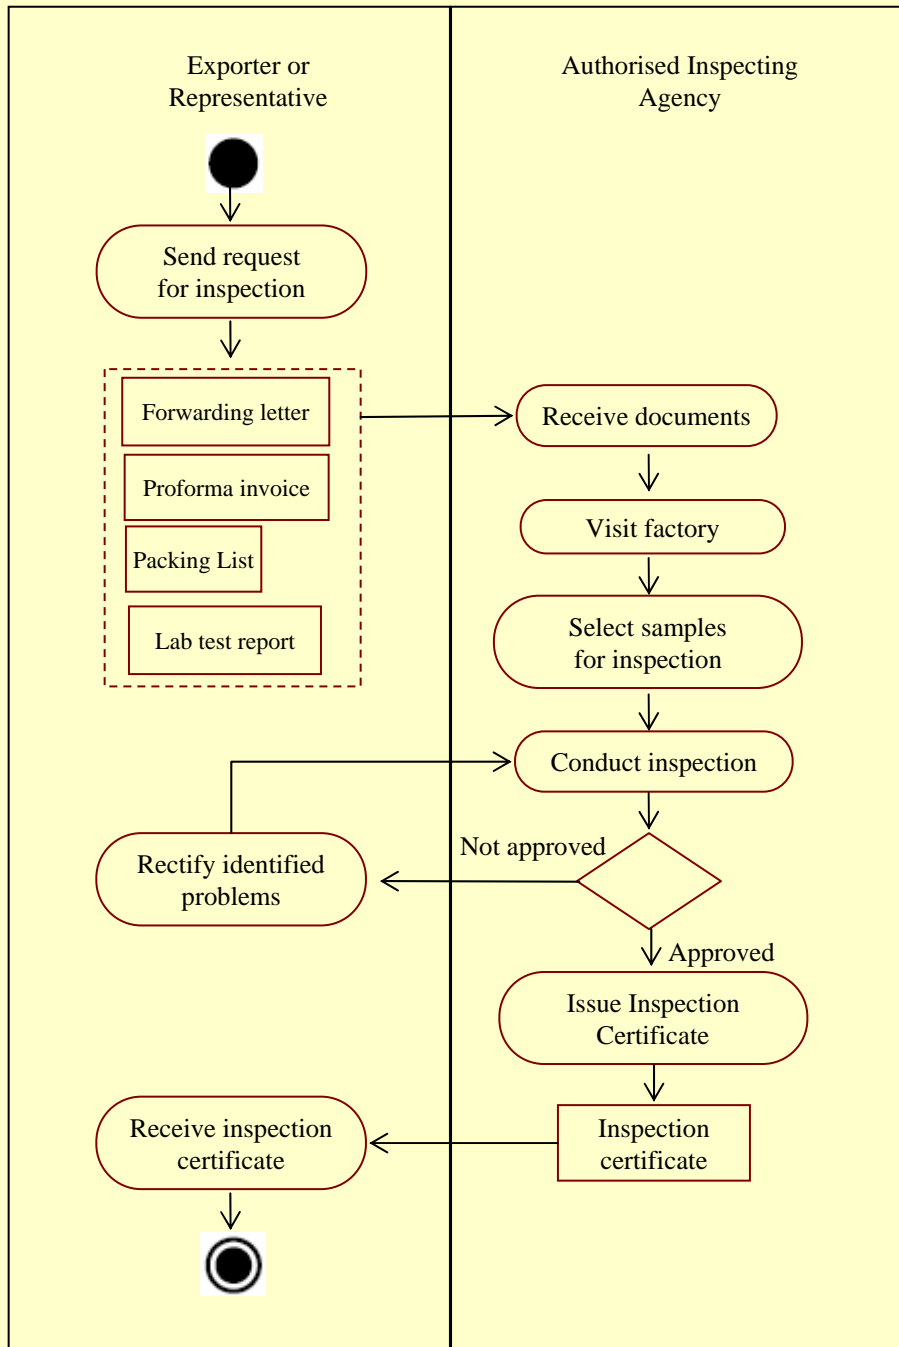 Exporter or
Representative
Authorised Inspecting
Agency
Send request
for inspection
Forwarding letter
Proforma invoice
Packing List
Lab test report
Receive documents
Visit factory
Select samples
for inspection
Conduct inspection
Not approved
Rectify identified
problems
Approved
Issue Inspection
Certificate
Inspection
certificate
Receive inspection
certificate